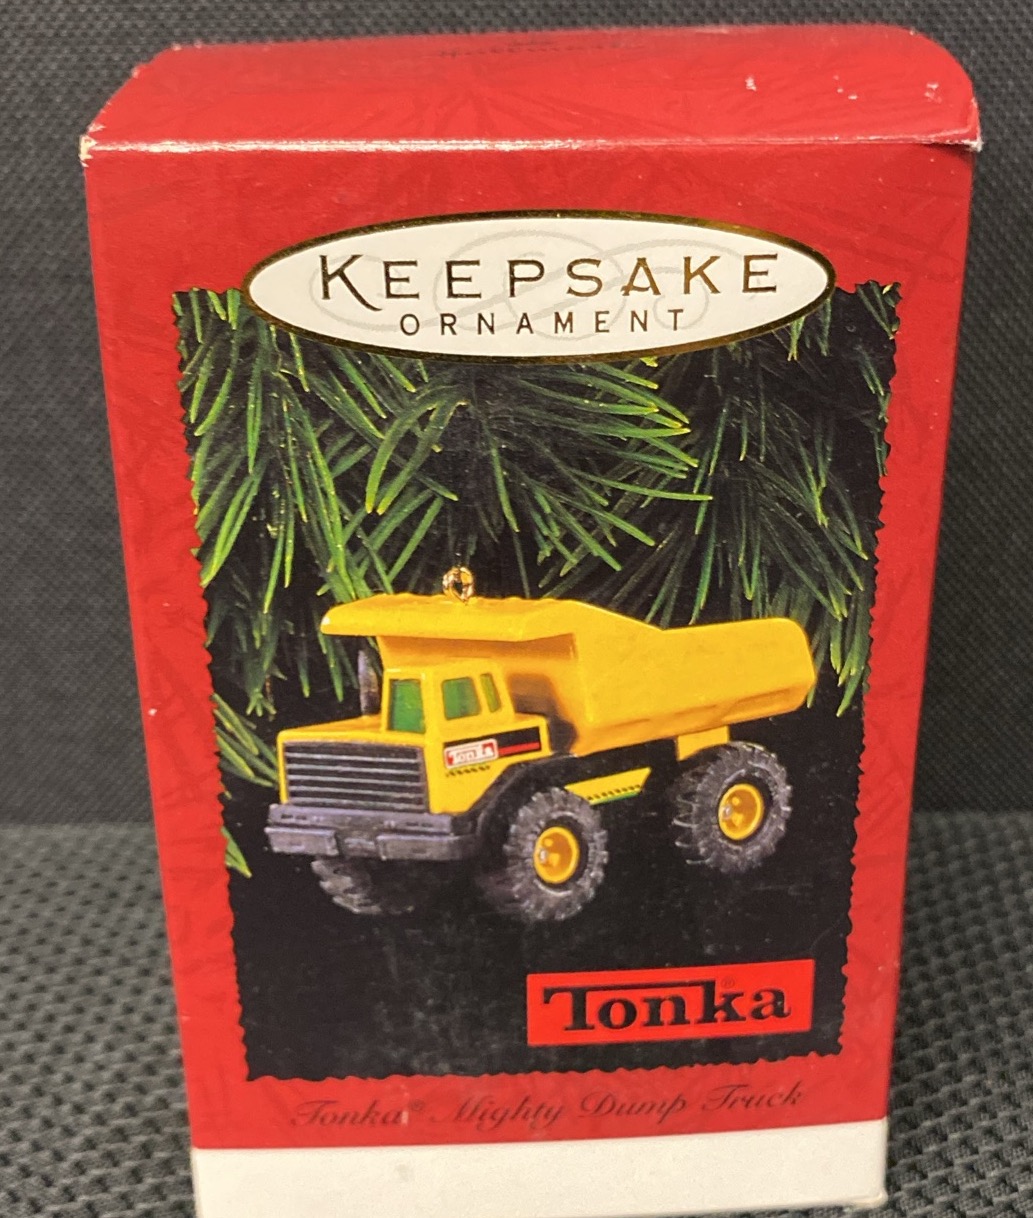 KEEPSAKE
ORNAMENT
Tonka
Tonka®
Tonka® Mighty Dump Truck